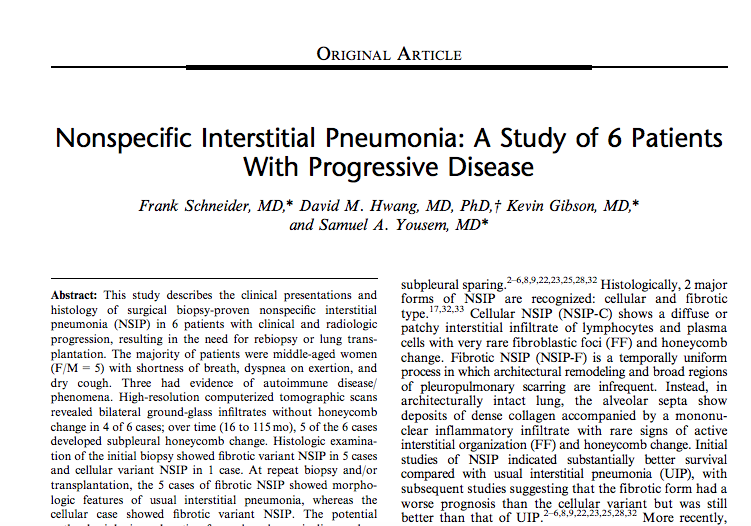 ORIGINAL ARTICLE
Nonspecific Interstitial Pneumonia: A Study of 6 Patients
With Progressive Disease
Frank Schneider, MD,* David M. Hwang, MD, PhD,† Kevin Gibson, MD,*
and Samuel A. Yousem, MD*
Abstract: This study describes the clinical presentations and
histology of surgical biopsy-proven nonspecific interstitial
pneumonia (NSIP) in 6 patients with clinical and radiologic
progression, resulting in the need for rebiopsy or lung trans-
plantation. The majority of patients were middle-aged women
(F/M = 5) with shortness of breath, dyspnea on exertion, and
dry cough. Three had evidence of autoimmune disease/
phenomena. High-resolution computerized tomographic scans
revealed bilateral ground-glass infiltrates without honeycomb
change in 4 of 6 cases; over time (16 to 115 mo), 5 of the 6 cases
developed subpleural honeycomb change. Histologic examina-
tion of the initial biopsy showed fibrotic variant NSIP in 5 cases
and cellular variant NSIP in 1 case. At repeat biopsy and/or
transplantation, the 5 cases of fibrotic NSIP showed morpho-
logic features of usual interstitial pneumonia, whereas the
cellular case showed fibrotic variant NSIP. The potential
subpleural sparing.2–6,8,9,22,23,25,28,32 Histologically, 2 major
forms of NSIP are recognized: cellular and fibrotic
type.17,32,33 Cellular NSIP (NSIP-C) shows a diffuse or
patchy interstitial infiltrate of lymphocytes and plasma
cells with very rare fibroblastic foci (FF) and honeycomb
change. Fibrotic NSIP (NSIP-F) is a temporally uniform
process in which architectural remodeling and broad regions
of pleuropulmonary scarring are infrequent. Instead, in
architecturally intact lung, the alveolar septa show
deposits of dense collagen accompanied by a mononu-
clear inflammatory infiltrate with rare signs of active
interstitial organization (FF) and honeycomb change. Initial
studies of NSIP indicated substantially better survival
compared with usual interstitial pneumonia (UIP), with
subsequent studies suggesting that the fibrotic form had a
worse prognosis than the cellular variant but was still
better than that of UIP.2–6,8,9,22,23,25,28,32 More recently,